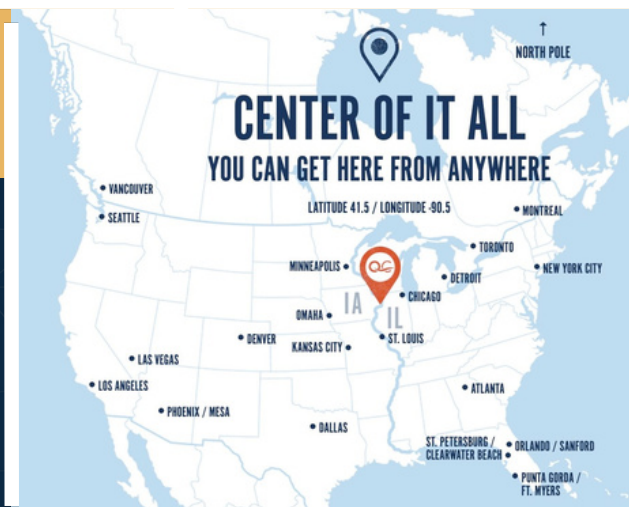 ↑
NORTH POLE
CENTER OF IT ALL
YOU CAN GET HERE FROM ANYWHERE
LATITUDE 41.5 / LONGITUDE -90.5
VANCOUVER
SEATTLE
MONTREAL
TORONTO
MINNEAPOLIS
QC
NEW YORK CITY
DETROIT
CHICAGO
IA
IL
OMAHA
DENVER
KANSAS CITY
ST. LOUIS
LAS VEGAS
LOS ANGELES
ATLANTA
PHOENIX / MESA
DALLAS
ST. PETERSBURG /
CLEARWATER BEACH
ORLANDO / SANFORD
PUNTA GORDA /
FT. MYERS